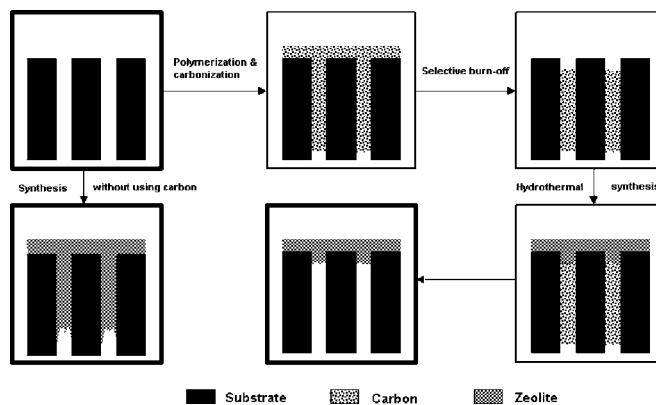 Polymerization &
carbonization
Selective burn-off
Synthesis without using carbon
Hydrothermal synthesis
Substrate Carbon Zeolite